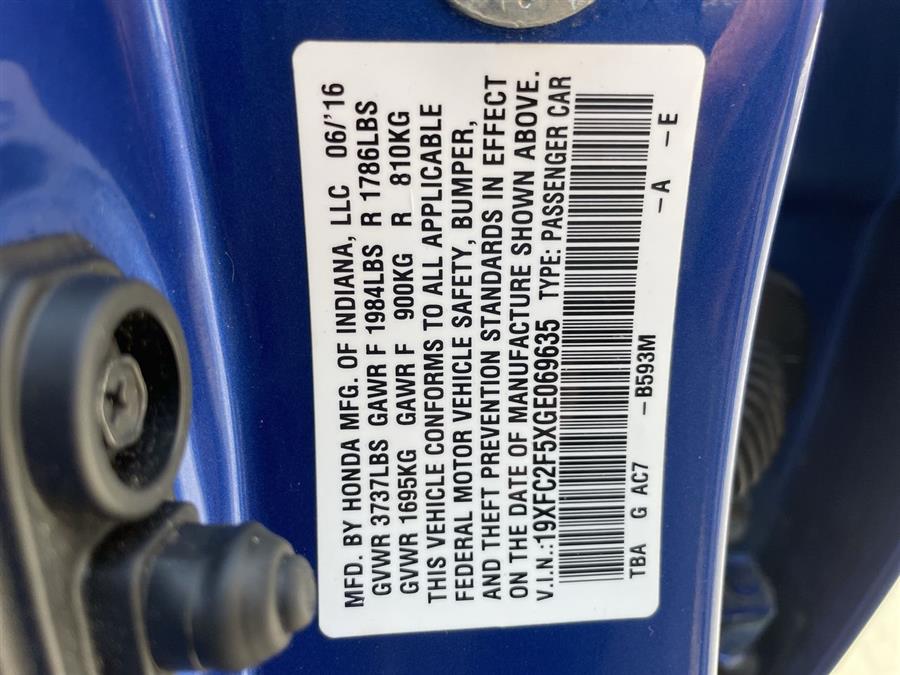 MFD. BY HONDA MFG. OF INDIANA, LLC 06/'16
GVWR 3737LBS GAWR F 1984LBS R 1786LBS
GVWR 1695KG GAWR F 900KG R 810KG
THIS VEHICLE CONFORMS TO ALL APPLICABLE
FEDERAL MOTOR VEHICLE SAFETY, BUMPER,
AND THEFT PREVENTION STANDARDS IN EFFECT
ON THE DATE OF MANUFACTURE SHOWN ABOVE.
V.I.N.:19XFC2F5XGE069635 TYPE: PASSENGER CAR
TBA G AC7 -B593M -A -E